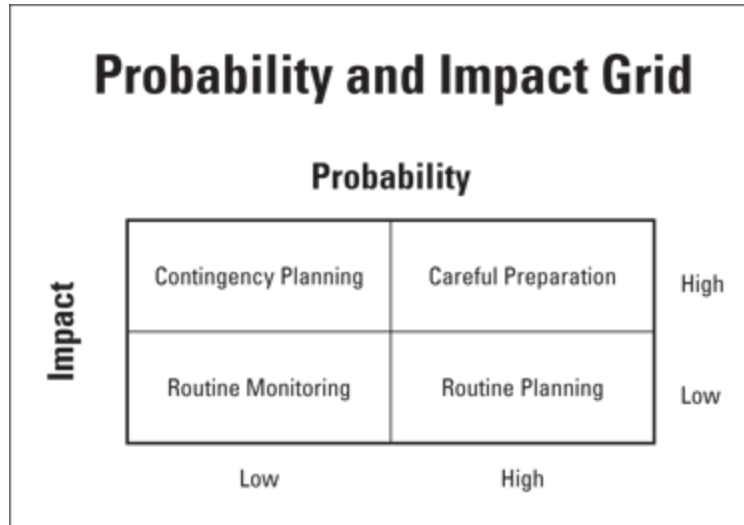 Probability and Impact Grid
Probability
Impact
Contingency Planning Careful Preparation High
Routine Monitoring Routine Planning Low
Low High